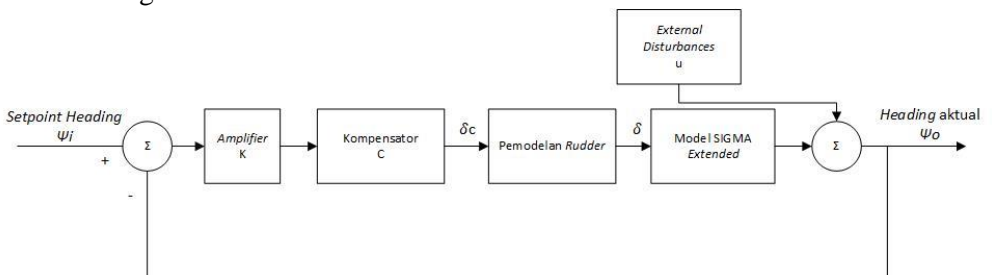 External
Disturbances
u
Setpoint Heading
Ψi
+
-
Σ
Amplifier
K
Kompensator
C
δc
Pemodelan Rudder
δ
Model SIGMA
Extended
Σ
Heading aktual
Ψo